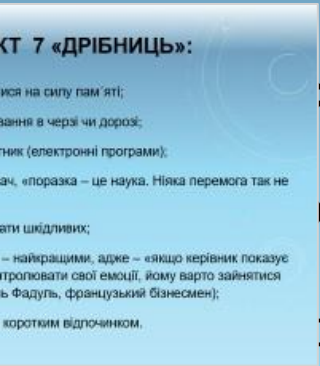 КТ 7 «ДРІБНИЦЬ»:
ися на силу пам´яті;
вання в черзі чи дорозі;
тник (електронні програми);
ач, «поразка – це наука. Ніяка перемога так не
ати шкідливих;
– найкращими, адже – «якщо керівник показує
нтролювати свої емоції, йому варто зайнятися
ль Фадуль, французький бізнесмен);
коротким відпочинком.